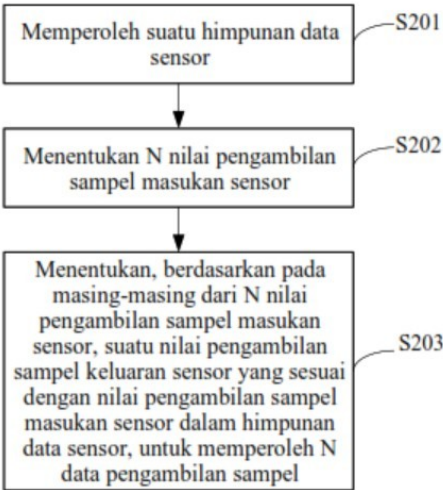 Memperoleh suatu himpunan data
sensor
S201
Menentukan N nilai pengambilan
sampel masukan sensor
S202
Menentukan, berdasarkan pada
masing-masing dari N nilai
pengambilan sampel masukan
sensor, suatu nilai pengambilan
sampel keluaran sensor yang sesuai
dengan nilai pengambilan sampel
masukan sensor dalam himpunan
data sensor, untuk memperoleh N
data pengambilan sampel
S203